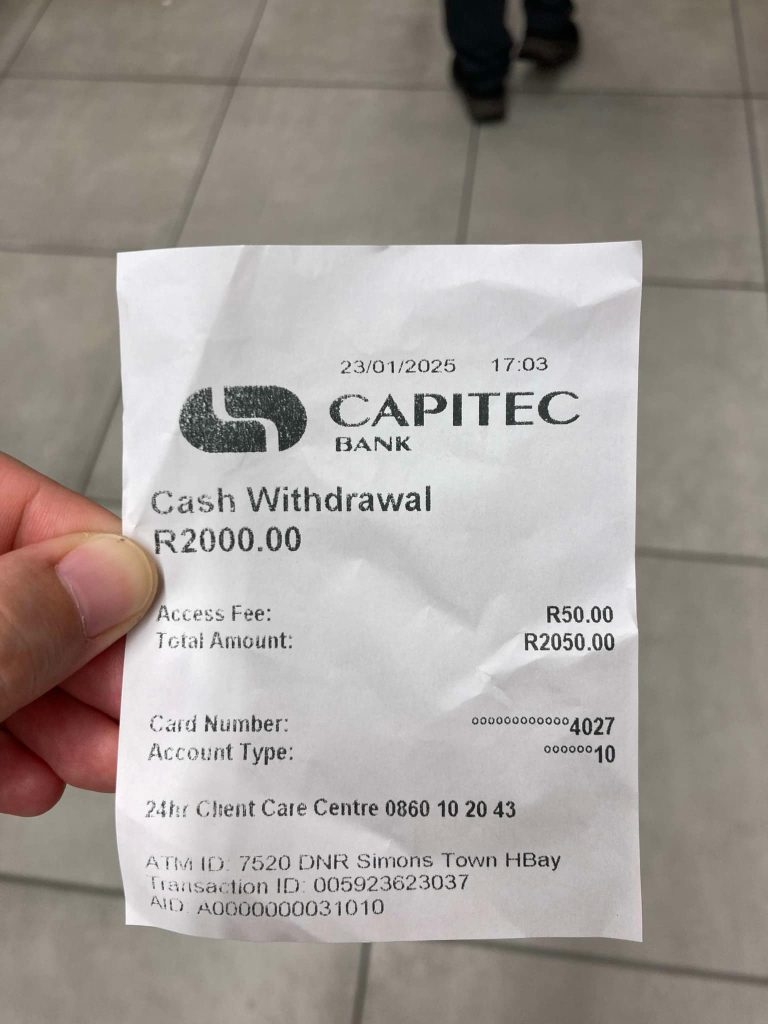 23/01/2025 17:03
CAPITEC
BANK
Cash Withdrawal
R2000.00
Access Fee: R50.00
Total Amount: R2050.00
Card Number: °°°°°°°°°°°°4027
Account Type: °°°°°°10
24hr Client Care Centre 0860 10 20 43
ATM ID: 7520 DNR Simons Town HBay
Transaction ID: 005923623037
AID: A0000000031010